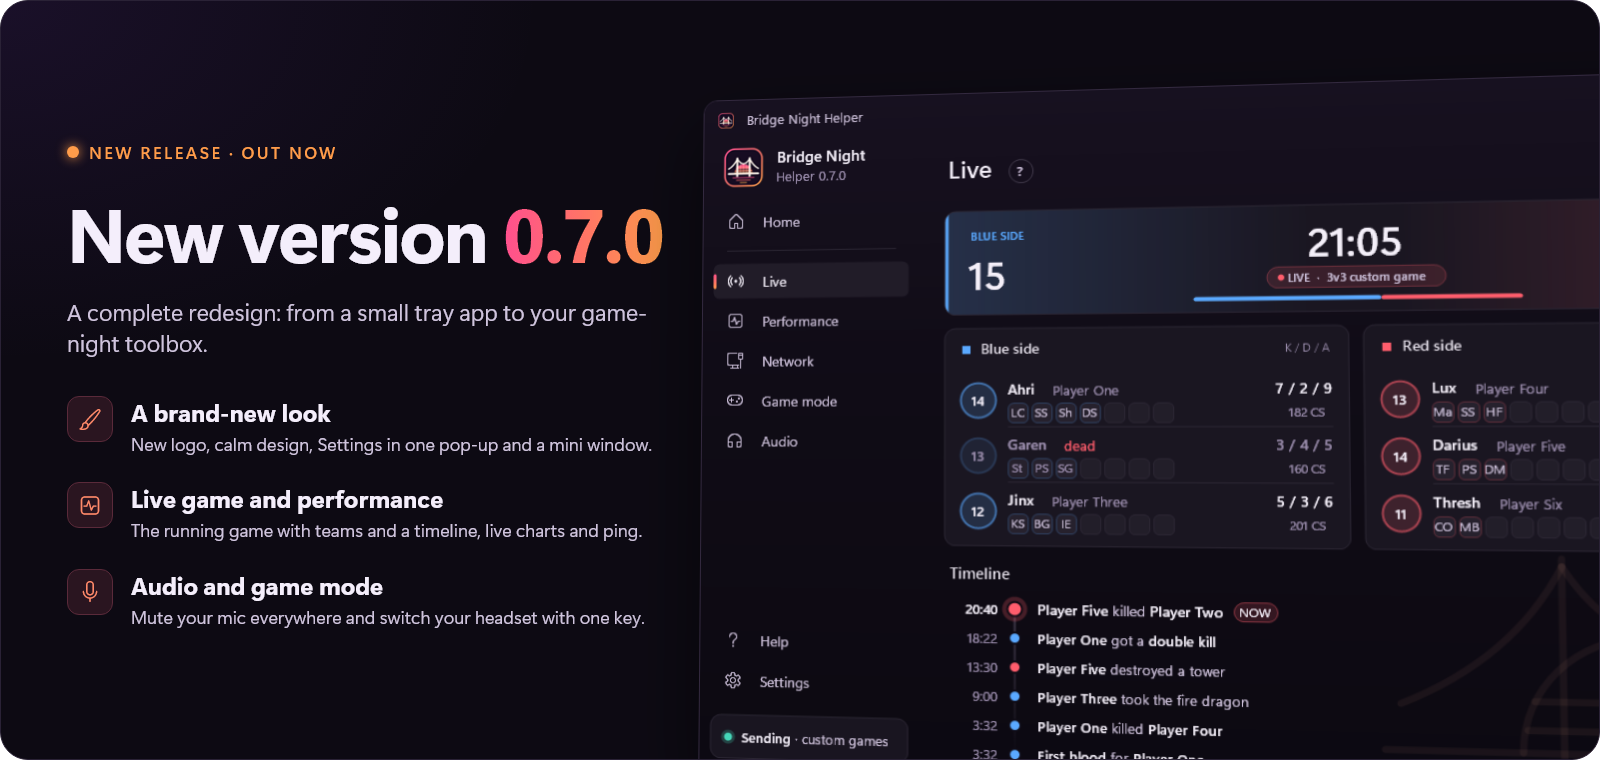 NEW RELEASE · OUT NOW
New version 0.7.0
A complete redesign: from a small tray app to your game-
night toolbox.
A brand-new look
New logo, calm design, Settings in one pop-up and a mini window.
Live game and performance
The running game with teams and a timeline, live charts and ping.
Audio and game mode
Mute your mic everywhere and switch your headset with one key.
Bridge Night Helper
Bridge Night
Helper 0.7.0
Home
Live
Performance
Network
Game mode
Audio
Help
Settings
Sending · custom games
Live ?
BLUE SIDE
15
21:05
LIVE · 3v3 custom game
Blue side K / D / A
14 Ahri Player One 7 / 2 / 9
LC SS Sh DS 182 CS
13 Garen dead 3 / 4 / 5
St PS SG 160 CS
12 Jinx Player Three 5 / 3 / 6
KS BG IE 201 CS
Red side
13 Lux Player Four
Ma SS HF
14 Darius Player Five
TF PS DM
11 Thresh Player Six
CO MB
Timeline
20:40 Player Five killed Player Two NOW
18:22 Player One got a double kill
13:30 Player Five destroyed a tower
9:00 Player Three took the fire dragon
3:32 Player One killed Player Four
3:32 First blood for Player One